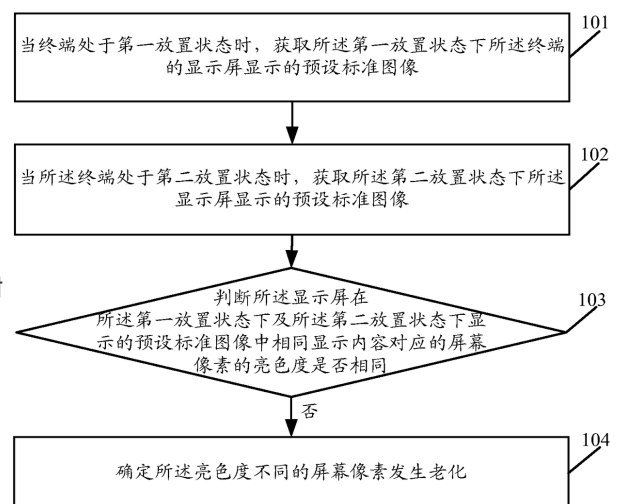 101
当终端处于第一放置状态时，获取所述第一放置状态下所述终端
的显示屏显示的预设标准图像
102
当所述终端处于第二放置状态时，获取所述第二放置状态下所述
显示屏显示的预设标准图像
103
判断所述显示屏在
所述第一放置状态下及所述第二放置状态下显
示的预设标准图像中相同显示内容对应的屏幕
像素的亮色度是否相同
否
104
确定所述亮色度不同的屏幕像素发生老化